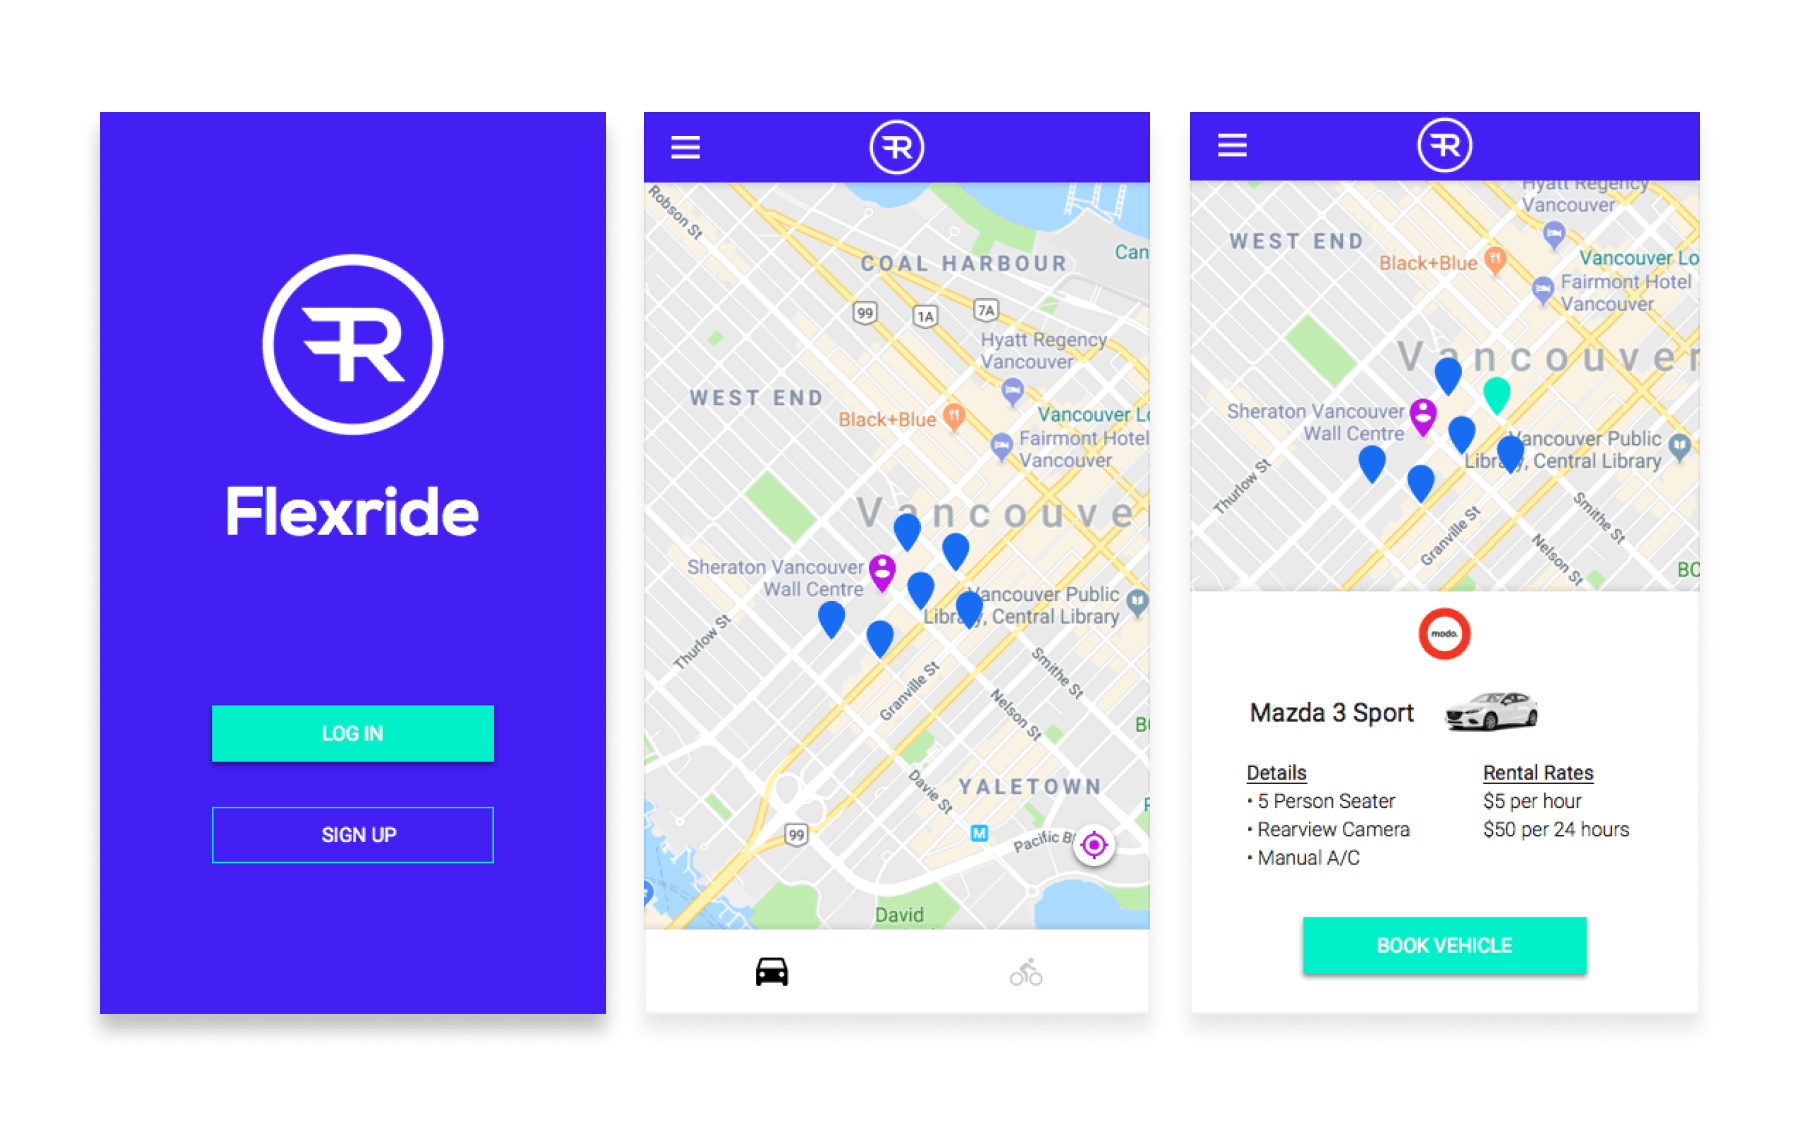 FR
Flexride
LOG IN
SIGN UP
FR
Robson St
COAL HARBOUR
Can
99
1A
7A
Hyatt Regency
Vancouver
WEST END
Black+Blue
Vancouver Lo
Fairmont Hotel
Vancouver
Vancouve
Sheraton Vancouver
Wall Centre
Vancouver Public
Library, Central Library
Thurlow St
Smithe St
Granville St
Nelson St
BC
Davie St
YALETOWN
M
99
Pacific Bl
David
FR
Hyatt Regency
Vancouver
WEST END
Black+Blue
Vancouver Lo
Fairmont Hotel
Vancouver
Vancouver
Sheraton Vancouver
Wall Centre
Vancouver Public
Library, Central Library
Thurlow St
Smithe St
Granville St
Nelson St
BC
modo.
Mazda 3 Sport
Details
• 5 Person Seater
• Rearview Camera
• Manual A/C
Rental Rates
$5 per hour
$50 per 24 hours
BOOK VEHICLE